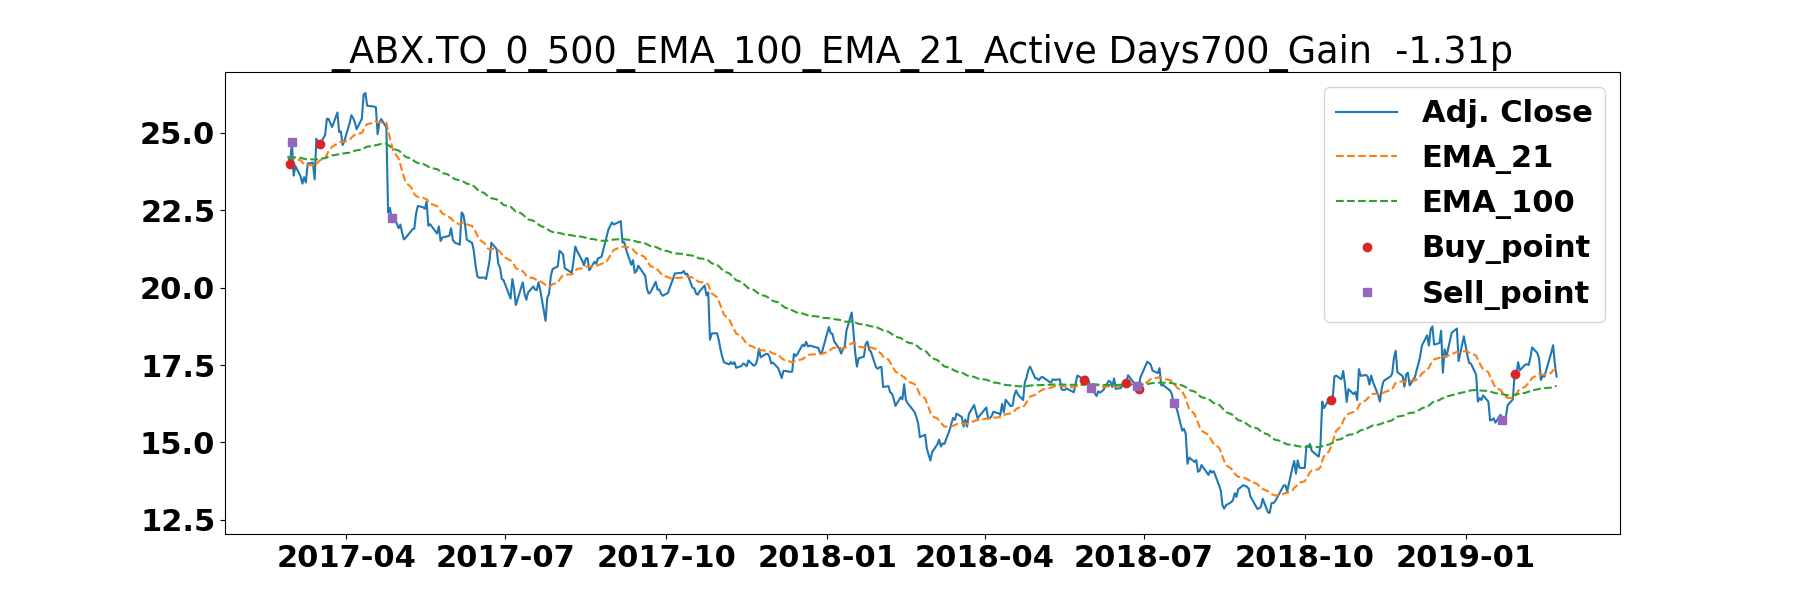 _ABX.TO_0_500_EMA_100_EMA_21_Active Days700_Gain  -1.31p
Adj. Close
EMA_21
EMA_100
Buy_point
Sell_point
25.0
22.5
20.0
17.5
15.0
12.5
2017-04 2017-07 2017-10 2018-01 2018-04 2018-07 2018-10 2019-01